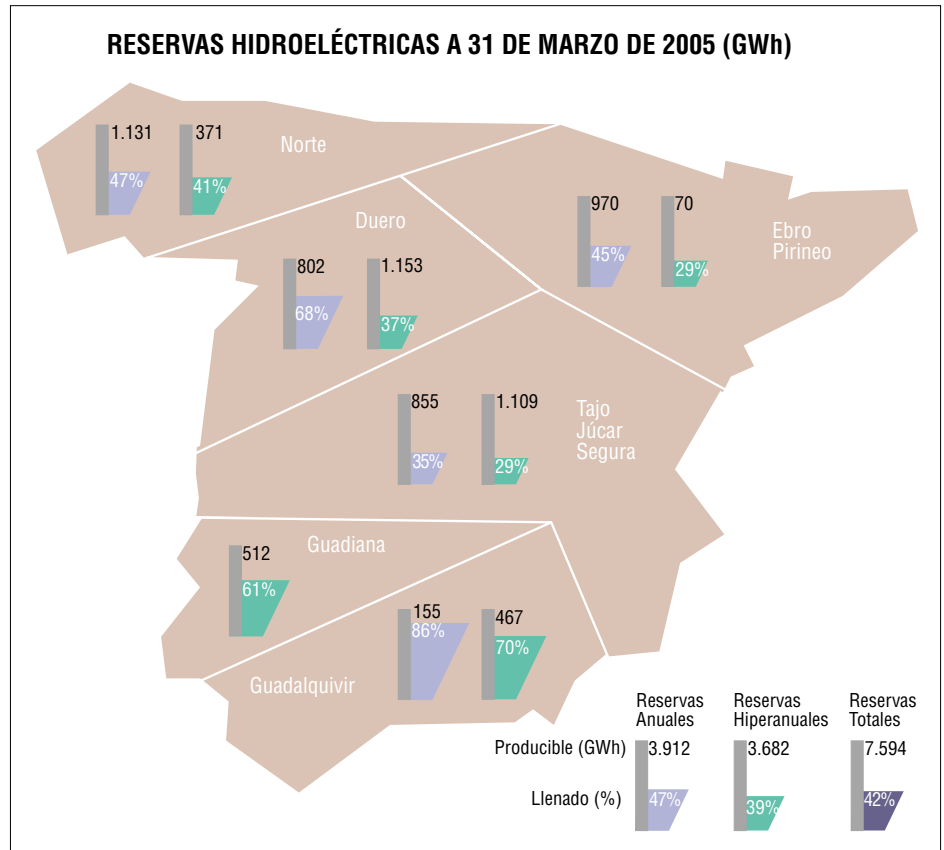 RESERVAS HIDROELÉCTRICAS A 31 DE MARZO DE 2005 (GWh)
1.131
371
Norte
47%
41%
Duero
970
70
Ebro
Pirineo
45%
29%
802
1.153
68%
37%
855
1.109
Tajo
Júcar
Segura
35%
29%
Guadiana
512
61%
155
467
86%
70%
Guadalquivir
Reservas
Anuales
Reservas
Hiperanuales
Reservas
Totales
Producible (GWh)
3.912
3.682
7.594
Llenado (%)
47%
39%
42%